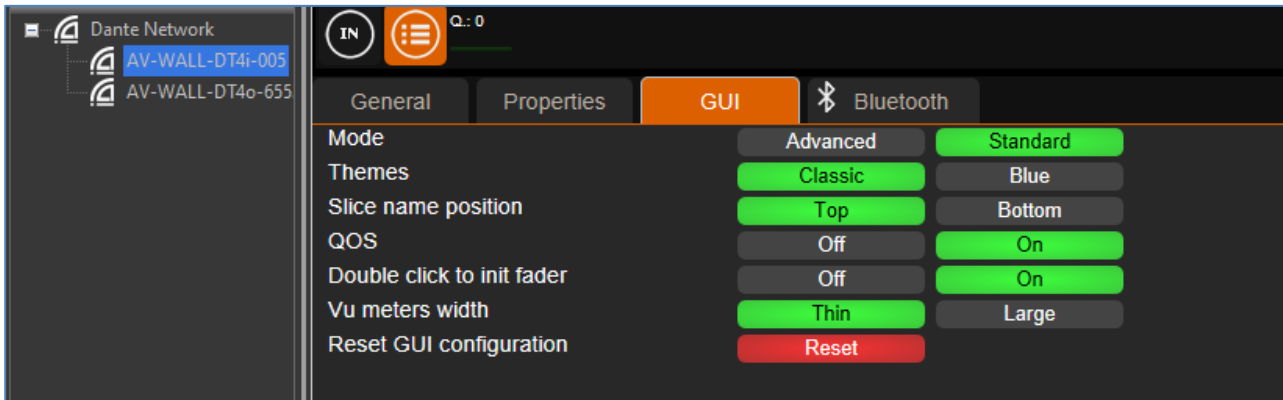 Dante Network
AV-WALL-DT4i-005
AV-WALL-DT4o-655
IN Q.: 0
General Properties GUI Bluetooth
Mode Advanced Standard
Themes Classic Blue
Slice name position Top Bottom
QOS Off On
Double click to init fader Off On
Vu meters width Thin Large
Reset GUI configuration Reset